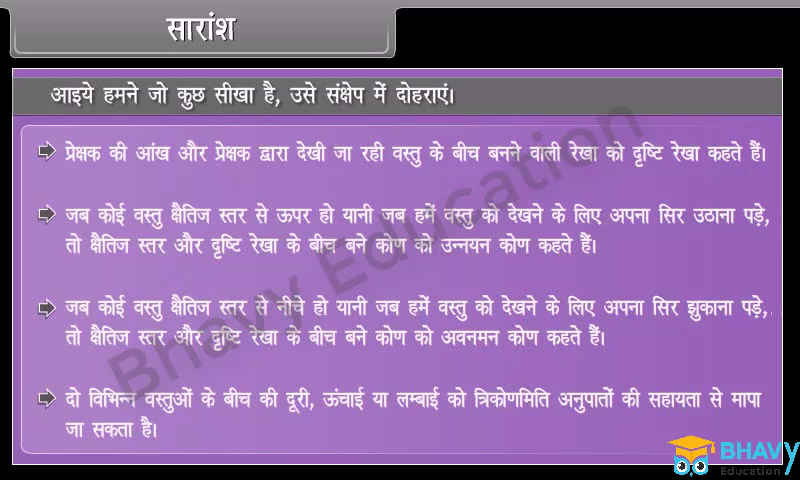 सारांश
आइये हमने जो कुछ सीखा है, उसे संक्षेप में दोहराएं।
प्रेक्षक की आंख और प्रेक्षक द्वारा देखी जा रही वस्तु के बीच बनने वाली रेखा को दृष्टि रेखा कहते हैं।
जब कोई वस्तु क्षैतिज स्तर से ऊपर हो यानी जब हमें वस्तु को देखने के लिए अपना सिर उठाना पड़े,
तो क्षैतिज स्तर और दृष्टि रेखा के बीच बने कोण को उन्नयन कोण कहते हैं।
जब कोई वस्तु क्षैतिज स्तर से नीचे हो यानी जब हमें वस्तु को देखने के लिए अपना सिर झुकाना पड़े,
तो क्षैतिज स्तर और दृष्टि रेखा के बीच बने कोण को अवनमन कोण कहते हैं।
दो विभिन्न वस्तुओं के बीच की दूरी, ऊंचाई या लम्बाई को त्रिकोणमिति अनुपातों की सहायता से मापा
जा सकता है।
Bhavy Education
BHAVY
Education